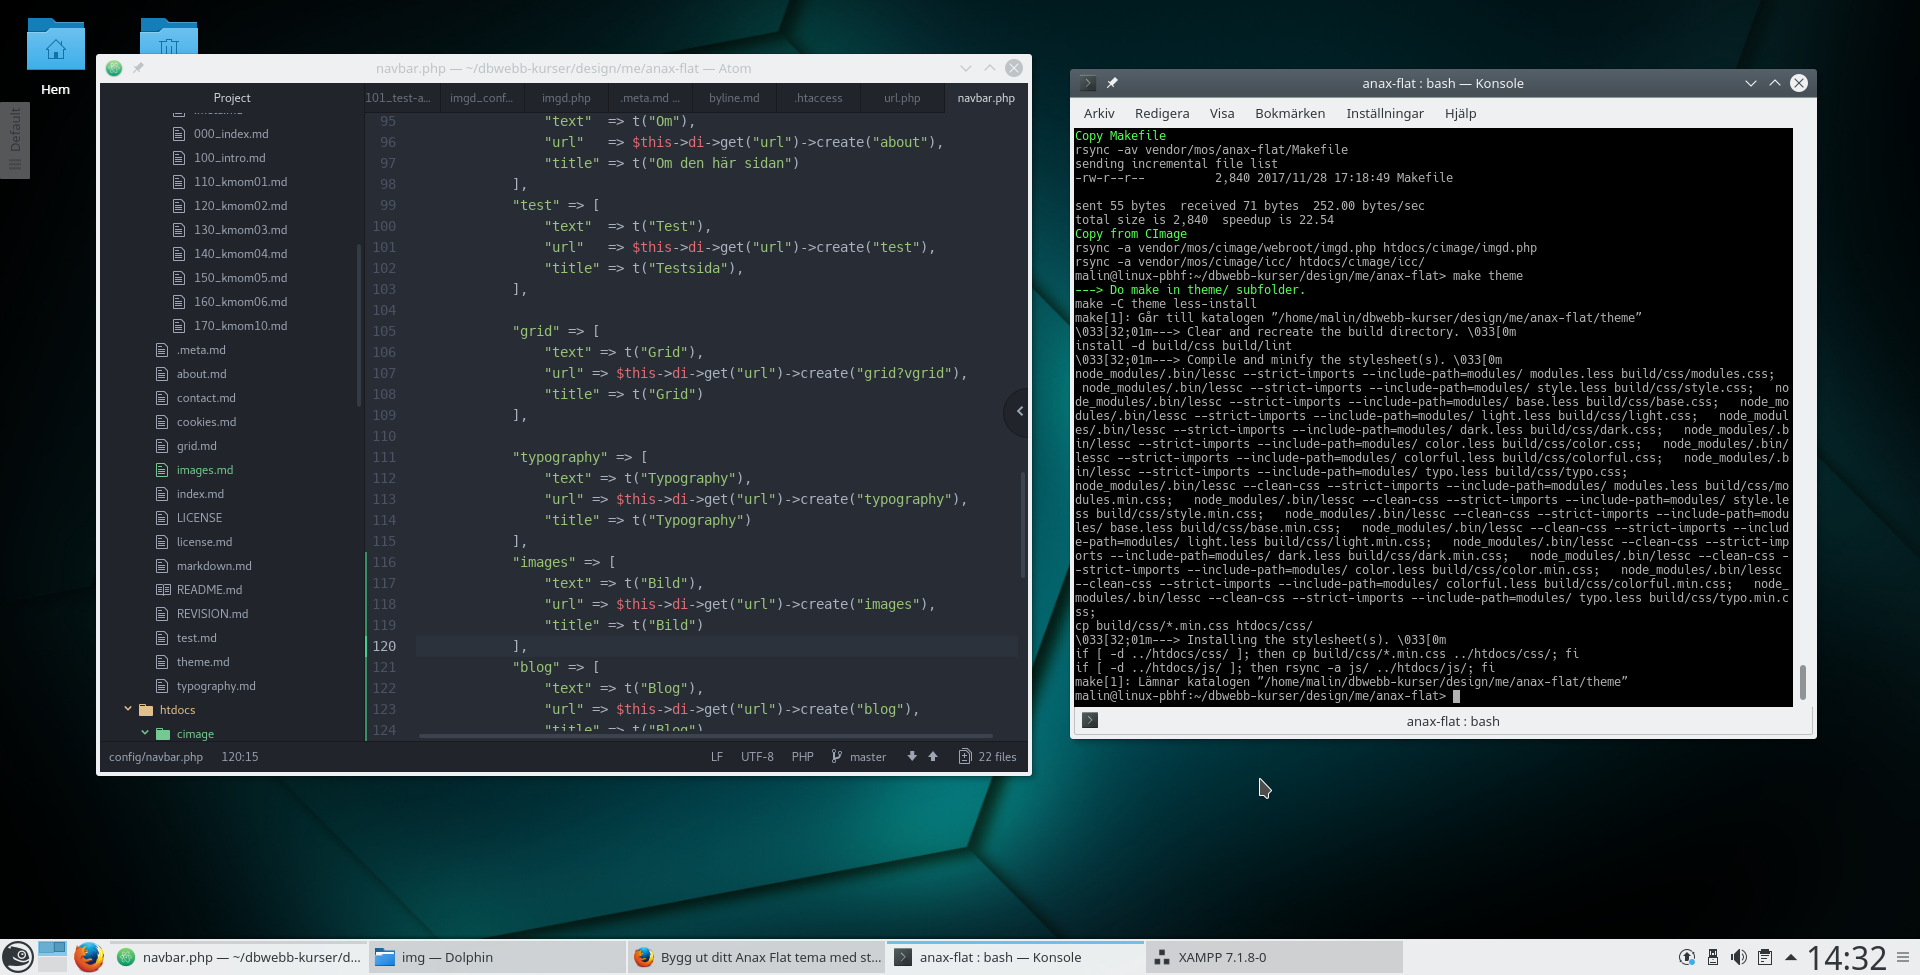 Hem
Default
navbar.php — ~/dbwebb-kurser/design/me/anax-flat — Atom
Project
101_test-a...
imgd_conf...
imgd.php
.meta.md ...
byline.md
.htaccess
url.php
navbar.php
000_index.md
100_intro.md
110_kmom01.md
120_kmom02.md
130_kmom03.md
140_kmom04.md
150_kmom05.md
160_kmom06.md
170_kmom10.md
.meta.md
about.md
contact.md
cookies.md
grid.md
images.md
index.md
LICENSE
license.md
markdown.md
README.md
REVISION.md
test.md
theme.md
typography.md
htdocs
cimage
95 "text" => t("Om"),
96 "url" => $this->di->get("url")->create("about"),
97 "title" => t("Om den här sidan")
98 ],
99 "test" => [
100 "text" => t("Test"),
101 "url" => $this->di->get("url")->create("test"),
102 "title" => t("Testsida"),
103 ],
104
105 "grid" => [
106 "text" => t("Grid"),
107 "url" => $this->di->get("url")->create("grid?vgrid"),
108 "title" => t("Grid")
109 ],
110
111 "typography" => [
112 "text" => t("Typography"),
113 "url" => $this->di->get("url")->create("typography"),
114 "title" => t("Typography")
115 ],
116 "images" => [
117 "text" => t("Bild"),
118 "url" => $this->di->get("url")->create("images"),
119 "title" => t("Bild")
120 ],
121 "blog" => [
122 "text" => t("Blog"),
123 "url" => $this->di->get("url")->create("blog"),
124 "title" => t("Blog")
config/navbar.php 120:15
LF UTF-8 PHP master 22 files
anax-flat : bash — Konsole
Arkiv Redigera Visa Bokmärken Inställningar Hjälp
Copy Makefile
rsync -av vendor/mos/anax-flat/Makefile
sending incremental file list
-rw-r--r-- 2,840 2017/11/28 17:18:49 Makefile
sent 55 bytes received 71 bytes 252.00 bytes/sec
total size is 2,840 speedup is 22.54
Copy from CImage
rsync -a vendor/mos/cimage/webroot/imgd.php htdocs/cimage/imgd.php
rsync -a vendor/mos/cimage/icc/ htdocs/cimage/icc/
malin@linux-pbhf:~/dbwebb-kurser/design/me/anax-flat> make theme
---> Do make in theme/ subfolder.
make -C theme less-install
make[1]: Går till katalogen ”/home/malin/dbwebb-kurser/design/me/anax-flat/theme”
\033[32;01m---> Clear and recreate the build directory. \033[0m
install -d build/css build/lint
\033[32;01m---> Compile and minify the stylesheet(s). \033[0m
node_modules/.bin/lessc --strict-imports --include-path=modules/ modules.less build/css/modules.css;
node_modules/.bin/lessc --strict-imports --include-path=modules/ style.less build/css/style.css; no
de_modules/.bin/lessc --strict-imports --include-path=modules/ base.less build/css/base.css; node_mo
dules/.bin/lessc --strict-imports --include-path=modules/ light.less build/css/light.css; node_modul
es/.bin/lessc --strict-imports --include-path=modules/ dark.less build/css/dark.css; node_modules/.b
in/lessc --strict-imports --include-path=modules/ color.less build/css/color.css; node_modules/.bin/
lessc --strict-imports --include-path=modules/ colorful.less build/css/colorful.css; node_modules/.b
in/lessc --strict-imports --include-path=modules/ typo.less build/css/typo.css;
node_modules/.bin/lessc --clean-css --strict-imports --include-path=modules/ modules.less build/css/mo
dules.min.css; node_modules/.bin/lessc --clean-css --strict-imports --include-path=modules/ style.le
ss build/css/style.min.css; node_modules/.bin/lessc --clean-css --strict-imports --include-path=modu
les/ base.less build/css/base.min.css; node_modules/.bin/lessc --clean-css --strict-imports --includ
e-path=modules/ light.less build/css/light.min.css; node_modules/.bin/lessc --clean-css --strict-imp
orts --include-path=modules/ dark.less build/css/dark.min.css; node_modules/.bin/lessc --clean-css -
-strict-imports --include-path=modules/ color.less build/css/color.min.css; node_modules/.bin/lessc
--clean-css --strict-imports --include-path=modules/ colorful.less build/css/colorful.min.css; node_
modules/.bin/lessc --clean-css --strict-imports --include-path=modules/ typo.less build/css/typo.min.c
ss;
cp build/css/*.min.css htdocs/css/
\033[32;01m---> Installing the stylesheet(s). \033[0m
if [ -d ../htdocs/css/ ]; then cp build/css/*.min.css ../htdocs/css/; fi
if [ -d ../htdocs/js/ ]; then rsync -a js/ ../htdocs/js/; fi
make[1]: Lämnar katalogen ”/home/malin/dbwebb-kurser/design/me/anax-flat/theme”
malin@linux-pbhf:~/dbwebb-kurser/design/me/anax-flat>
anax-flat : bash
navbar.php — ~/dbwebb-kurser/d...
img — Dolphin
Bygg ut ditt Anax Flat tema med st...
anax-flat : bash — Konsole
XAMPP 7.1.8-0
14:32